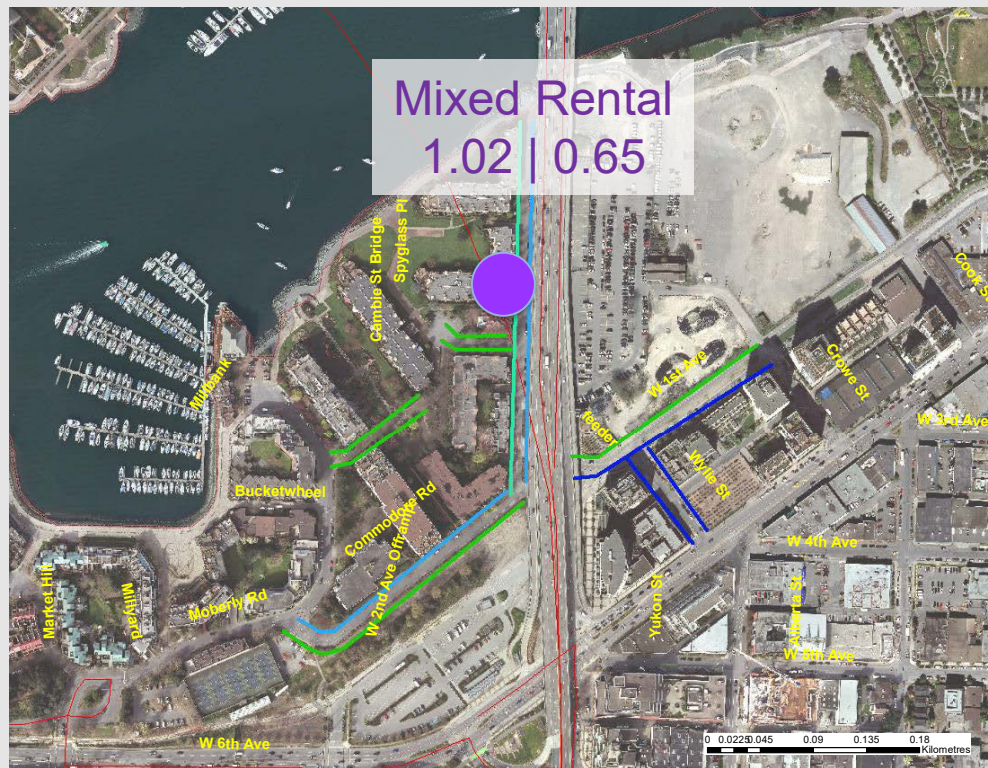 Mixed Rental
1.02 | 0.65
Cambie St Bridge
Spyglass Pl
Millbank
Bucketwheel
Commodore Rd
W 2nd Ave Offramp
Moberly Rd
Market Hill
Millyard
W 6th Ave
feeder
W 1st Ave
Wylie St
Crowe St
Cook St
W 3rd Ave
W 4th Ave
Yukon St
Alberta St
W 5th Ave
0 0.0225 0.045 0.09 0.135 0.18
Kilometres